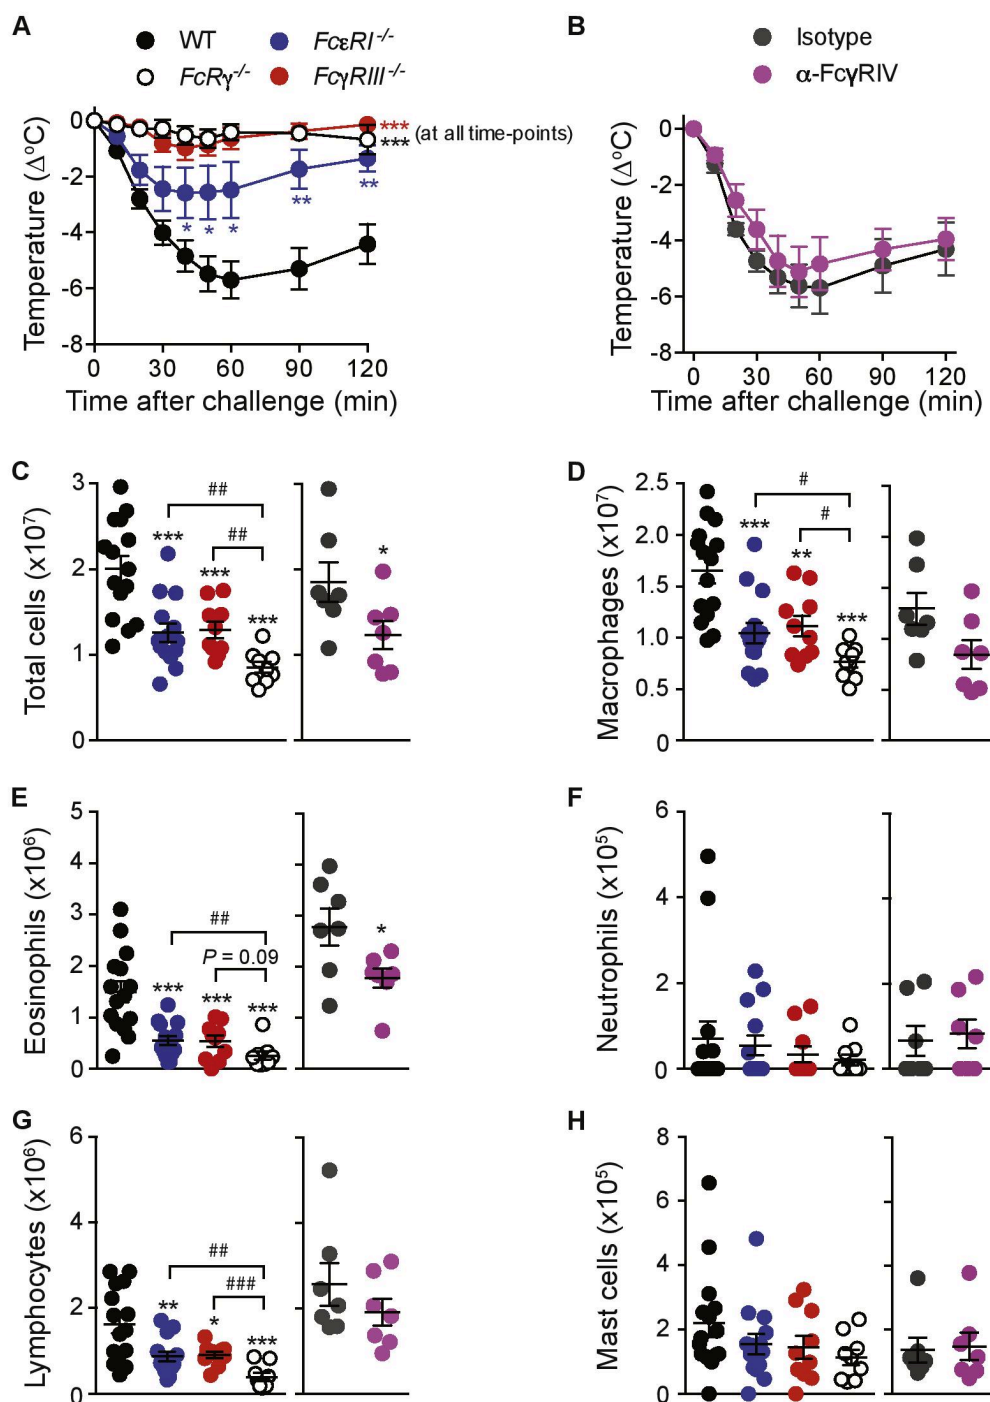 A
WT
FcεRI -/-
FcRγ-/-
FcγRIII-/-
Temperature (Δ°C)
0
-2
-4
-6
-8
*** (at all time-points)
***
* * * ** **
0 30 60 90 120
Time after challenge (min)
B
Isotype
α-FcγRIV
Temperature (Δ°C)
0
-2
-4
-6
-8
0 30 60 90 120
Time after challenge (min)
C
Total cells (x10⁷)
3
2
1
0
##
##
***
***
***
*
D
Macrophages (x10⁷)
2.5
2.0
1.5
1.0
0.5
0
#
#
***
**
***
E
Eosinophils (x10⁶)
5
4
3
2
1
0
##
P = 0.09
***
***
***
*
F
Neutrophils (x10⁵)
6
4
2
0
G
Lymphocytes (x10⁶)
6
4
2
0
##
###
**
*
***
H
Mast cells (x10⁵)
8
6
4
2
0